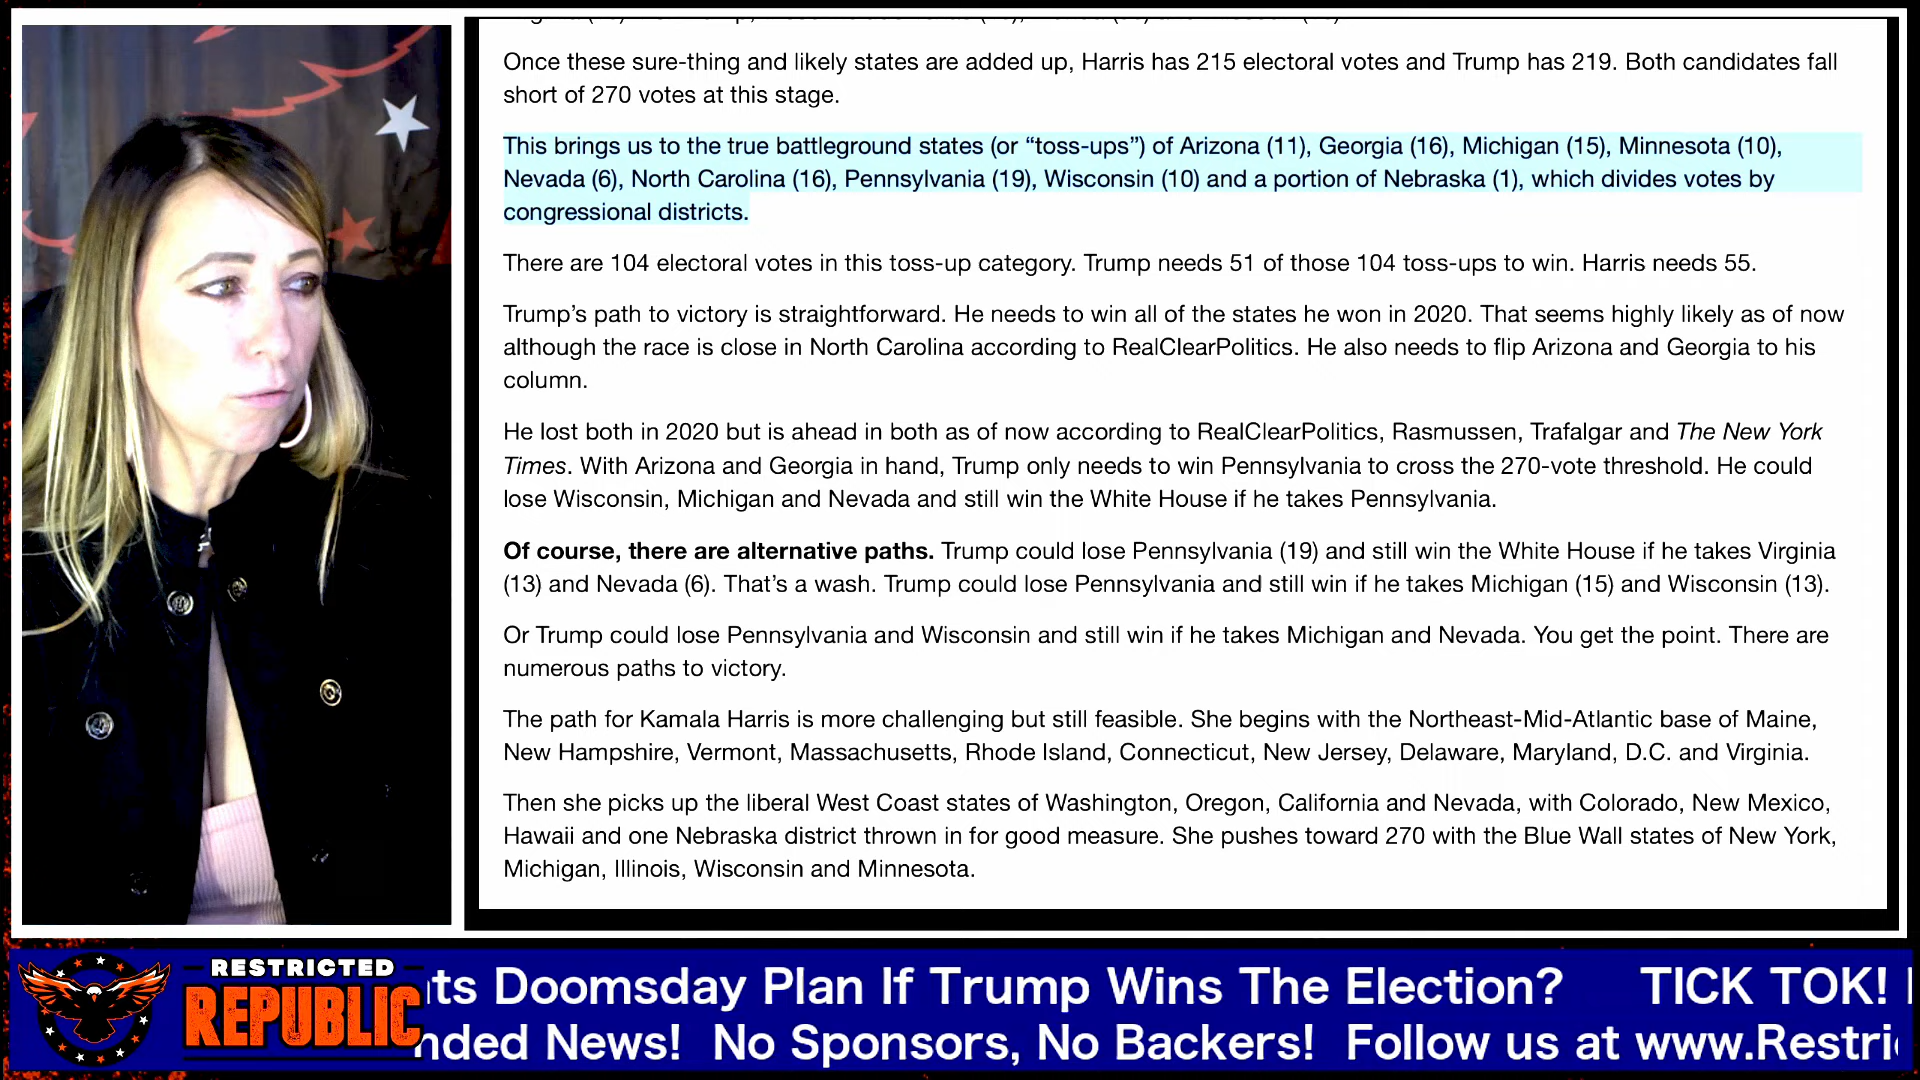 Once these sure-thing and likely states are added up, Harris has 215 electoral votes and Trump has 219. Both candidates fall
short of 270 votes at this stage.
This brings us to the true battleground states (or “toss-ups”) of Arizona (11), Georgia (16), Michigan (15), Minnesota (10),
Nevada (6), North Carolina (16), Pennsylvania (19), Wisconsin (10) and a portion of Nebraska (1), which divides votes by
congressional districts.
There are 104 electoral votes in this toss-up category. Trump needs 51 of those 104 toss-ups to win. Harris needs 55.
Trump’s path to victory is straightforward. He needs to win all of the states he won in 2020. That seems highly likely as of now
although the race is close in North Carolina according to RealClearPolitics. He also needs to flip Arizona and Georgia to his
column.
He lost both in 2020 but is ahead in both as of now according to RealClearPolitics, Rasmussen, Trafalgar and The New York
Times. With Arizona and Georgia in hand, Trump only needs to win Pennsylvania to cross the 270-vote threshold. He could
lose Wisconsin, Michigan and Nevada and still win the White House if he takes Pennsylvania.
Of course, there are alternative paths. Trump could lose Pennsylvania (19) and still win the White House if he takes Virginia
(13) and Nevada (6). That’s a wash. Trump could lose Pennsylvania and still win if he takes Michigan (15) and Wisconsin (13).
Or Trump could lose Pennsylvania and Wisconsin and still win if he takes Michigan and Nevada. You get the point. There are
numerous paths to victory.
The path for Kamala Harris is more challenging but still feasible. She begins with the Northeast-Mid-Atlantic base of Maine,
New Hampshire, Vermont, Massachusetts, Rhode Island, Connecticut, New Jersey, Delaware, Maryland, D.C. and Virginia.
Then she picks up the liberal West Coast states of Washington, Oregon, California and Nevada, with Colorado, New Mexico,
Hawaii and one Nebraska district thrown in for good measure. She pushes toward 270 with the Blue Wall states of New York,
Michigan, Illinois, Wisconsin and Minnesota.
RESTRICTED
REPUBLIC
ts Doomsday Plan If Trump Wins The Election? TICK TOK!
nded News! No Sponsors, No Backers! Follow us at www.Restri